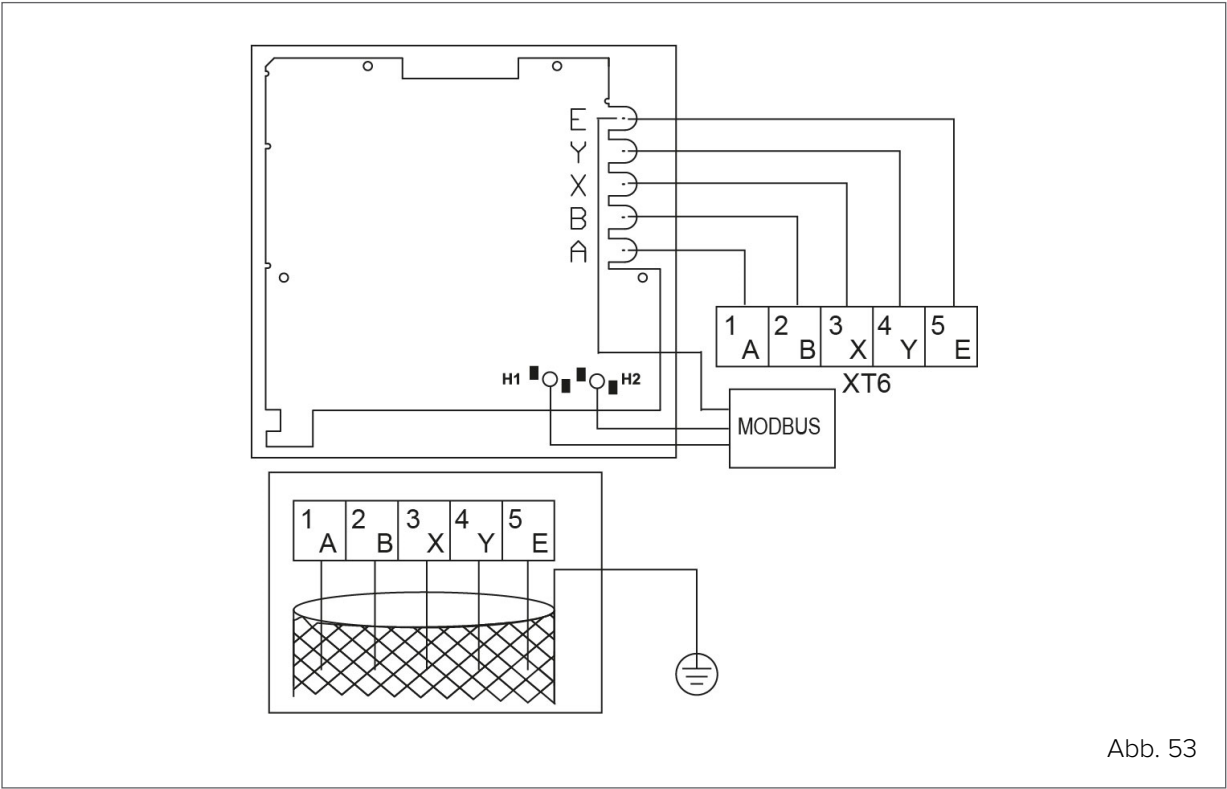 E
Y
X
B
A
1 2 3 4 5
A B X Y E
XT6
H1 H2
MODBUS
1 2 3 4 5
A B X Y E
Abb. 53